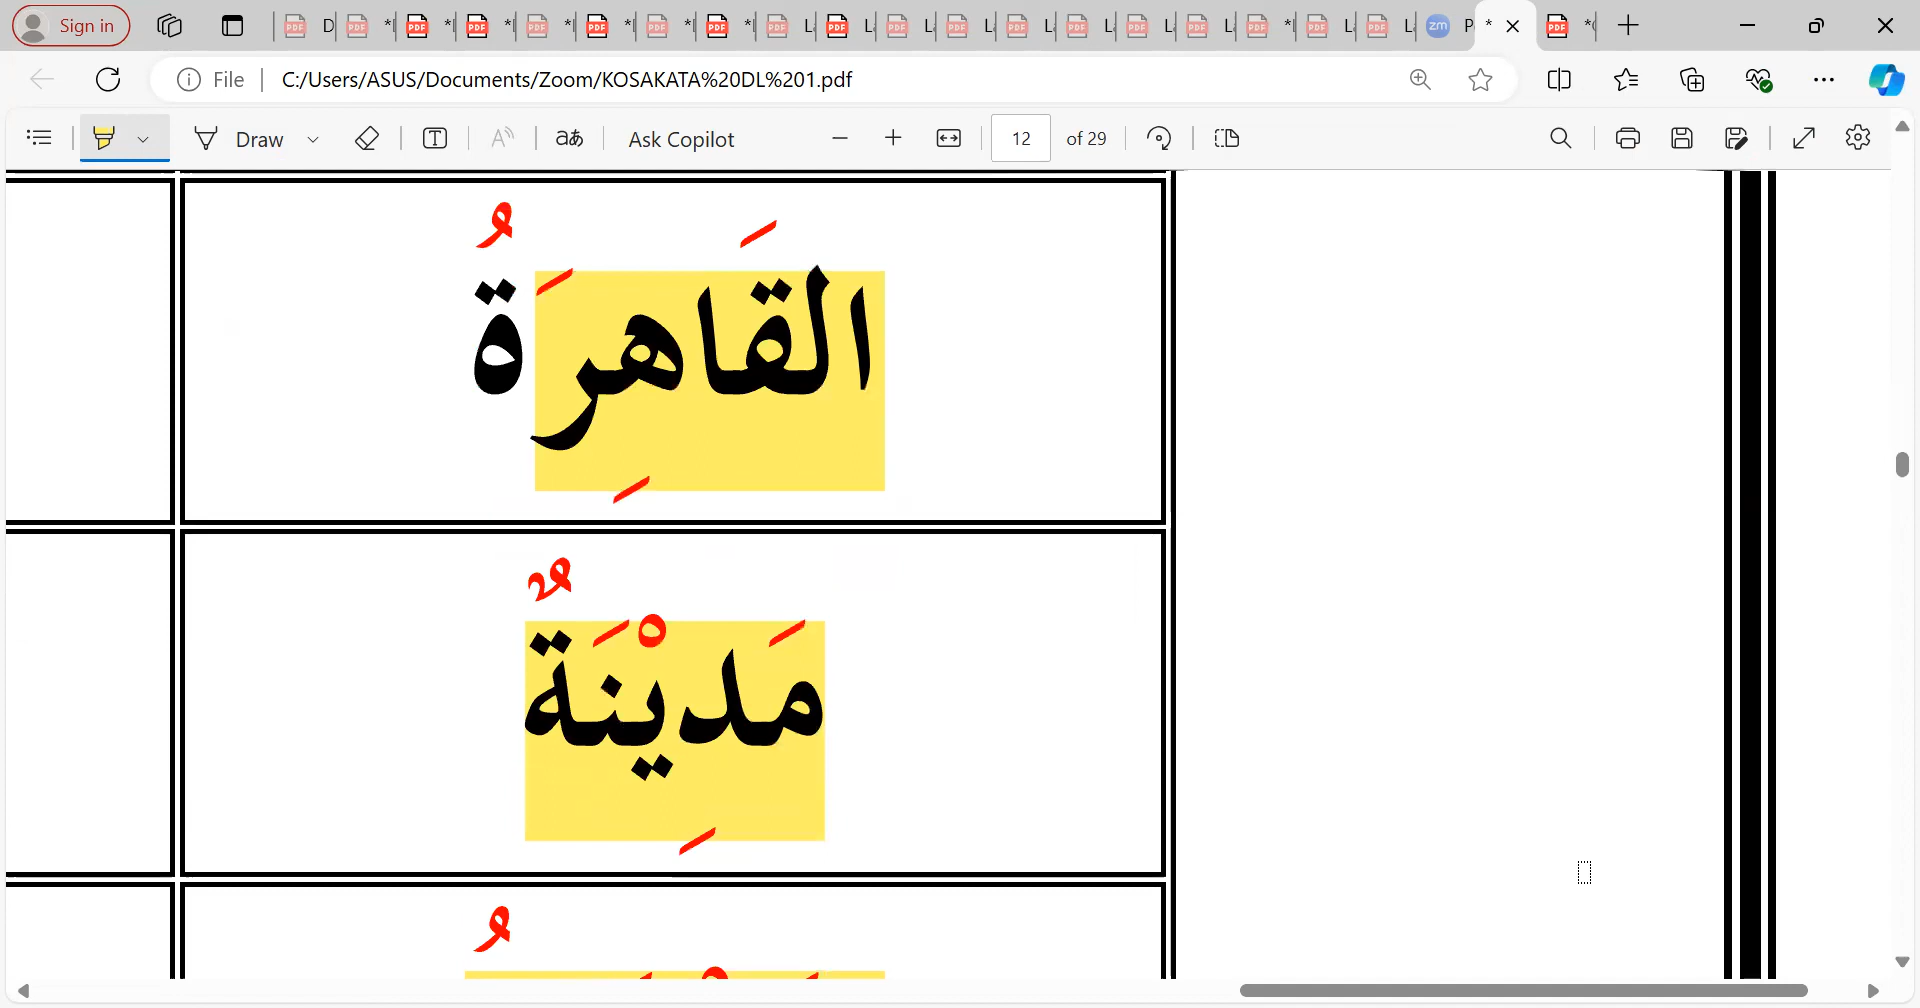 Sign in
File C:/Users/ASUS/Documents/Zoom/KOSAKATA%20DL%201.pdf
Draw Ask Copilot 12 of 29
القَاهِرَةُ
مَدِيْنَةٌ